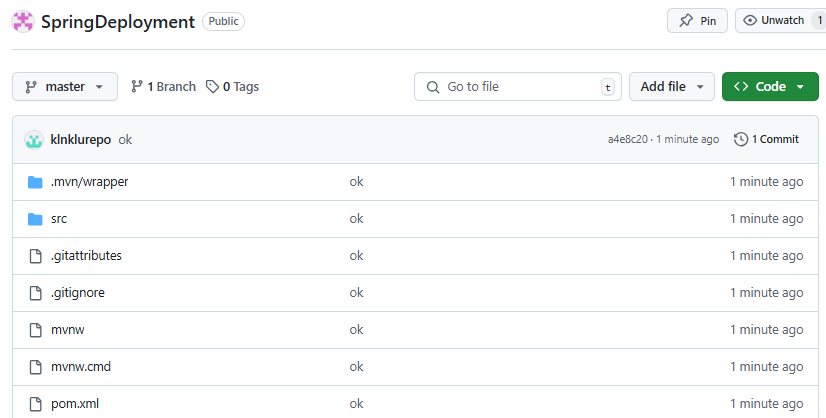 SpringDeployment Public Pin Unwatch 1
master 1 Branch 0 Tags Go to file t Add file Code
klnklurepo ok a4e8c20 · 1 minute ago 1 Commit
.mvn/wrapper ok 1 minute ago
src ok 1 minute ago
.gitattributes ok 1 minute ago
.gitignore ok 1 minute ago
mvnw ok 1 minute ago
mvnw.cmd ok 1 minute ago
pom.xml ok 1 minute ago